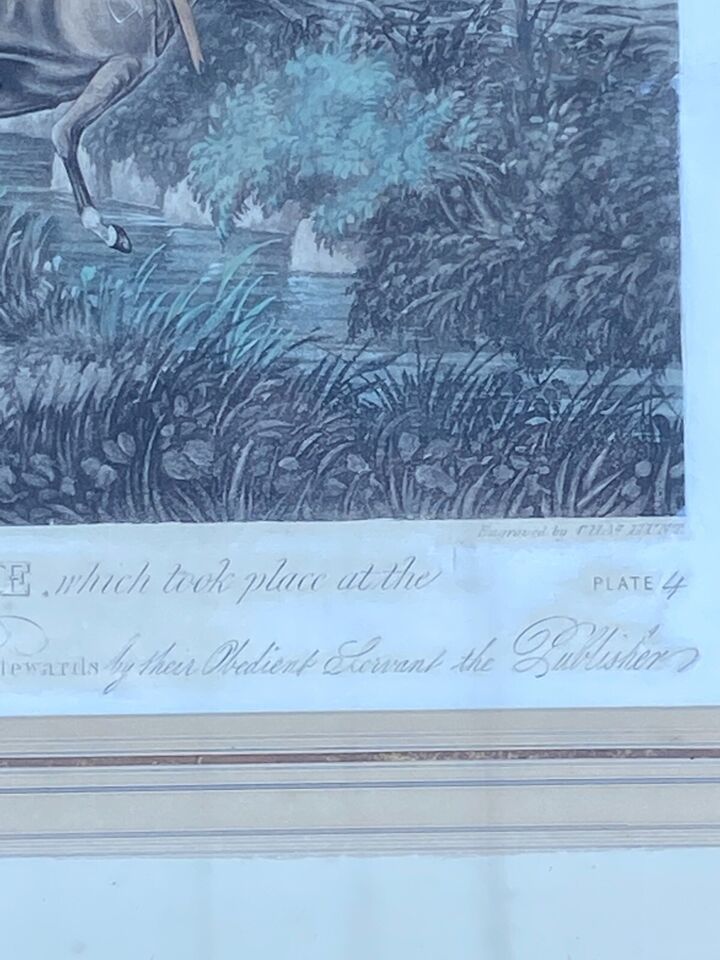 Engraved by CHAS HUNT.
E. which took place at the PLATE 4
tewards by their Obedient Servant the Publisher